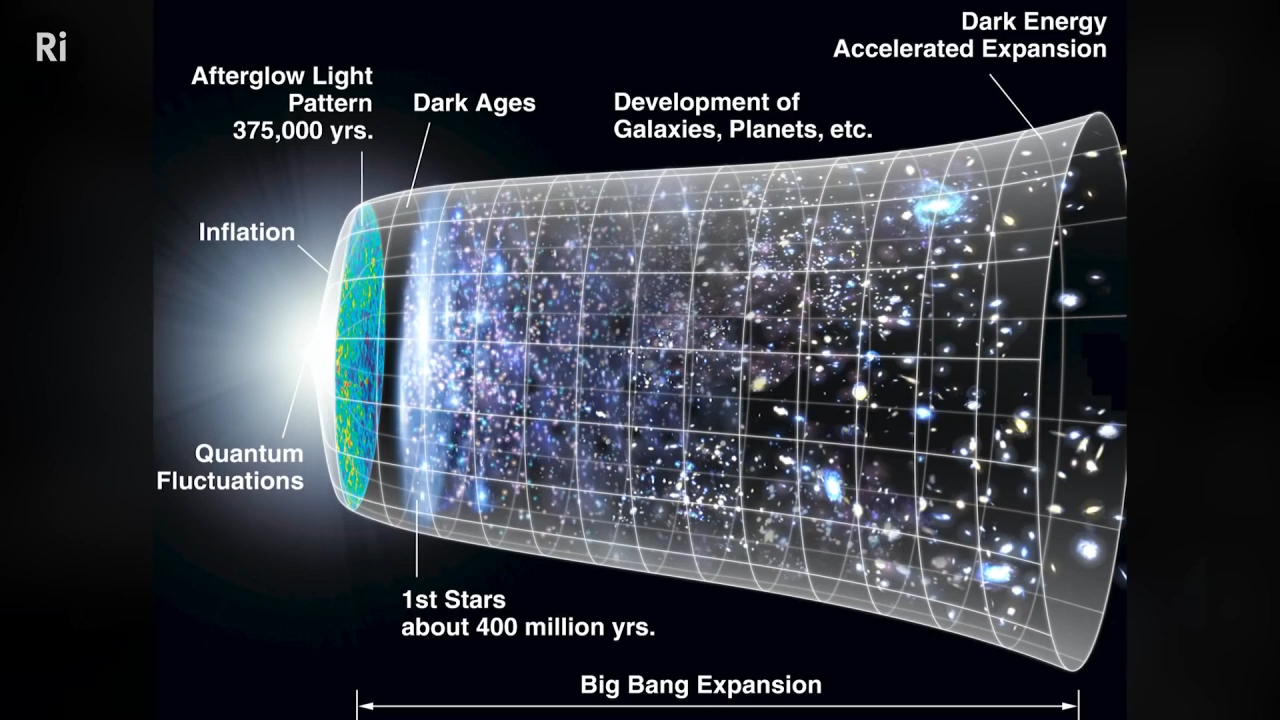 Ri
Dark Energy
Accelerated Expansion
Afterglow Light
Pattern
375,000 yrs.
Dark Ages
Development of
Galaxies, Planets, etc.
Inflation
Quantum
Fluctuations
1st Stars
about 400 million yrs.
Big Bang Expansion